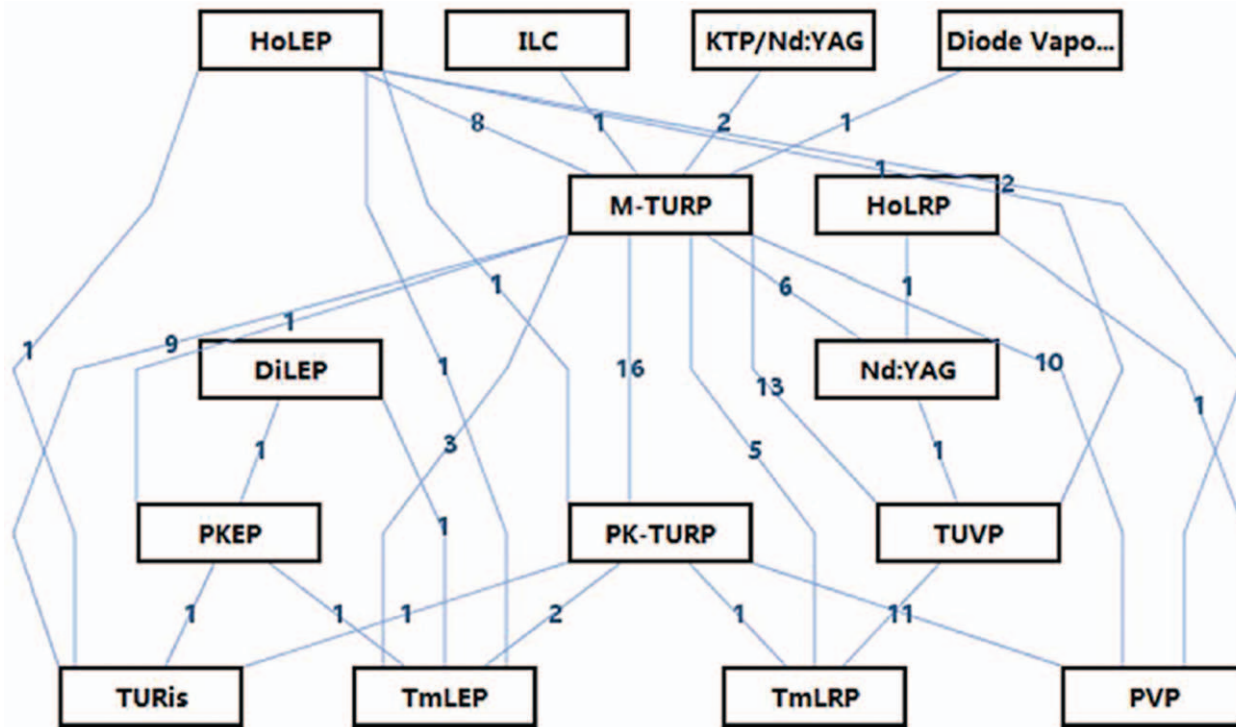 HoLEP
ILC
KTP/Nd:YAG
Diode Vapo...
8
1
2
1
1
2
M-TURP
HoLRP
1
6
1
1
9
1
DiLEP
1
16
13
Nd:YAG
10
1
1
3
5
1
1
PKEP
1
PK-TURP
TUVP
1
1
1
2
1
11
TURis
TmLEP
TmLRP
PVP